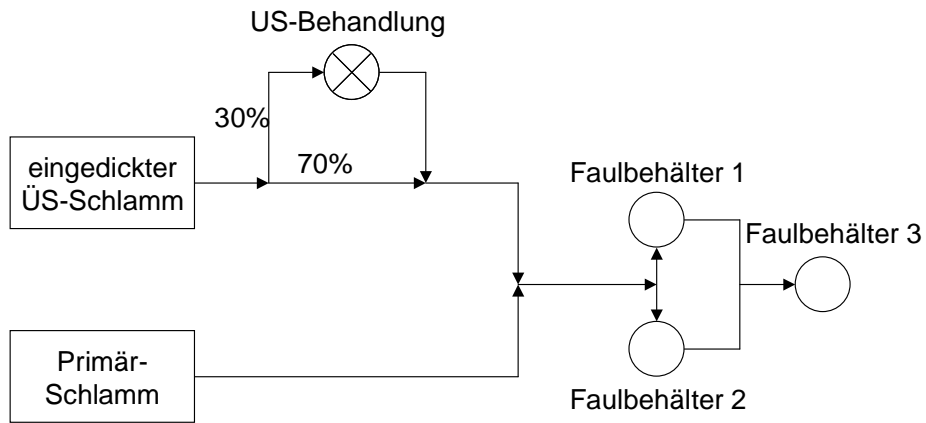 US-Behandlung
30%
70%
eingedickter
ÜS-Schlamm
Faulbehälter 1
Faulbehälter 3
Primär-
Schlamm
Faulbehälter 2